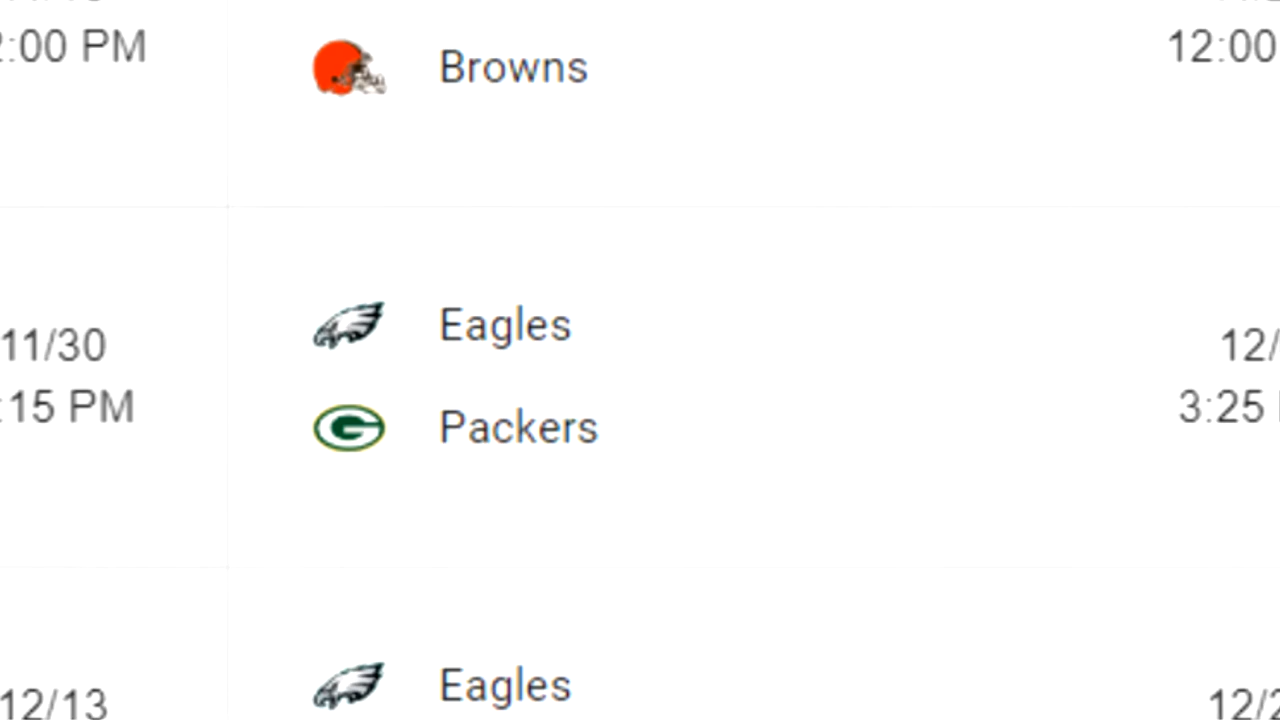 :00 PM
Browns
12:00
Eagles
11/30
12/
:15 PM
Packers
3:25
Eagles
12/13
12/2